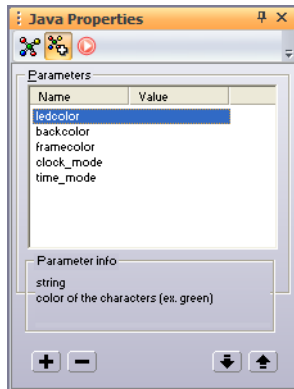 Java Properties
Parameters
Name Value
ledcolor
backcolor
framecolor
clock_mode
time_mode
Parameter info
string
color of the characters (ex. green)